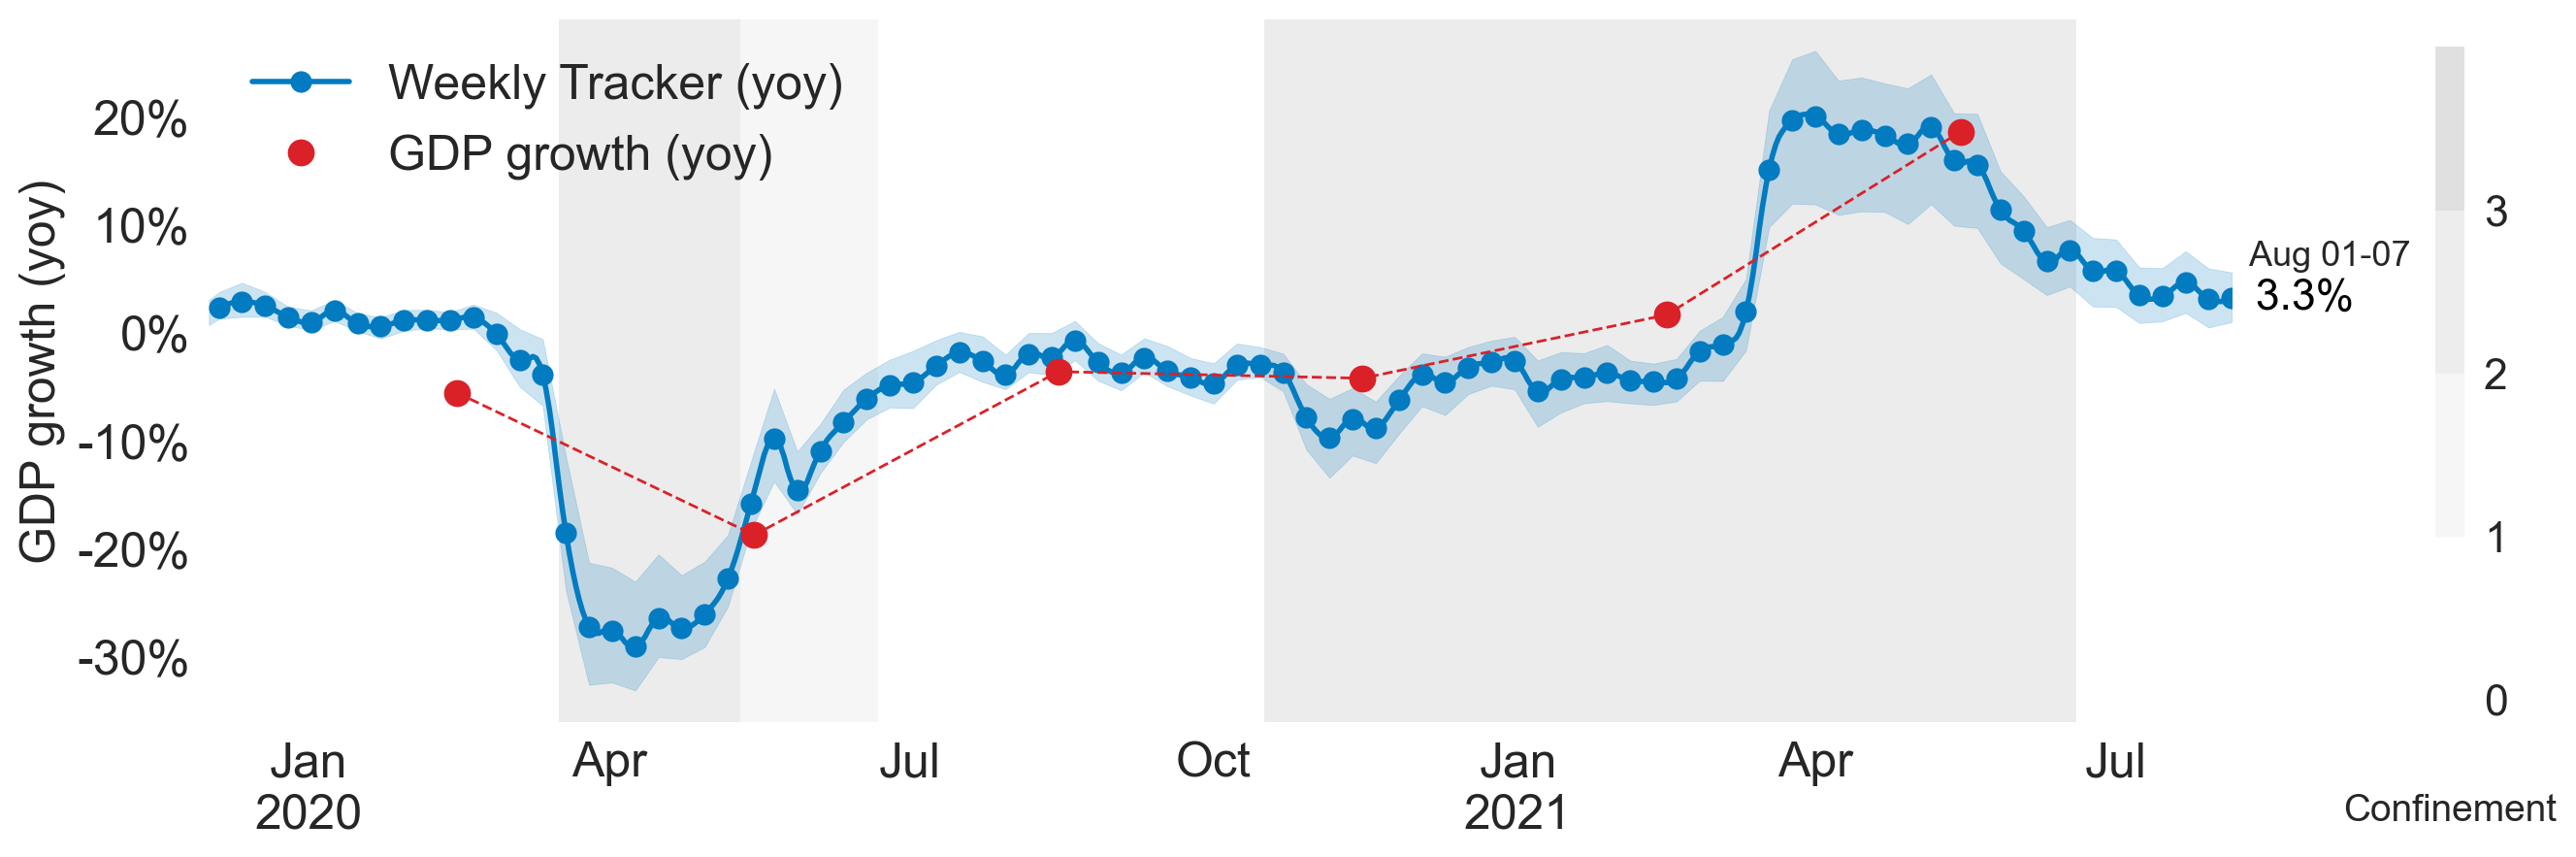 Weekly Tracker (yoy)
GDP growth (yoy)
GDP growth (yoy)
20%
10%
0%
-10%
-20%
-30%
Jan
2020
Apr
Jul
Oct
Jan
2021
Apr
Jul
Aug 01-07
3.3%
3
2
1
0
Confinement